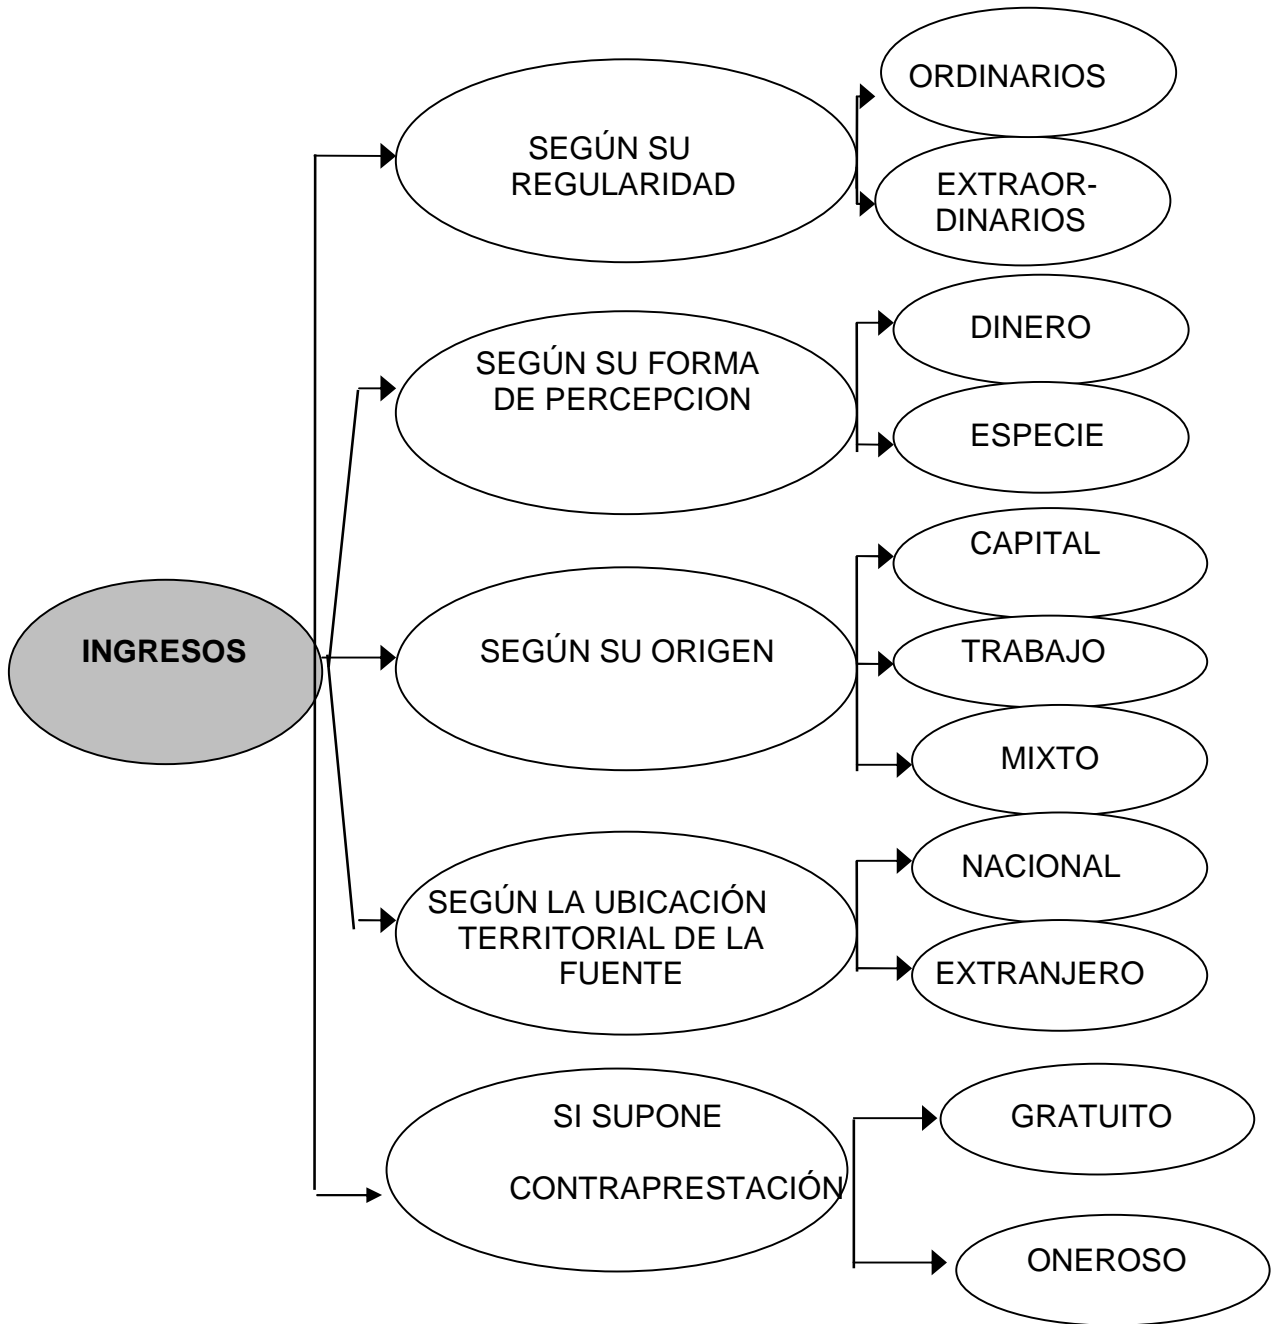 ORDINARIOS
SEGÚN SU
REGULARIDAD
EXTRAOR-
DINARIOS
DINERO
SEGÚN SU FORMA
DE PERCEPCION
ESPECIE
CAPITAL
INGRESOS
SEGÚN SU ORIGEN
TRABAJO
MIXTO
NACIONAL
SEGÚN LA UBICACIÓN
TERRITORIAL DE LA
FUENTE
EXTRANJERO
SI SUPONE
CONTRAPRESTACIÓN
GRATUITO
ONEROSO